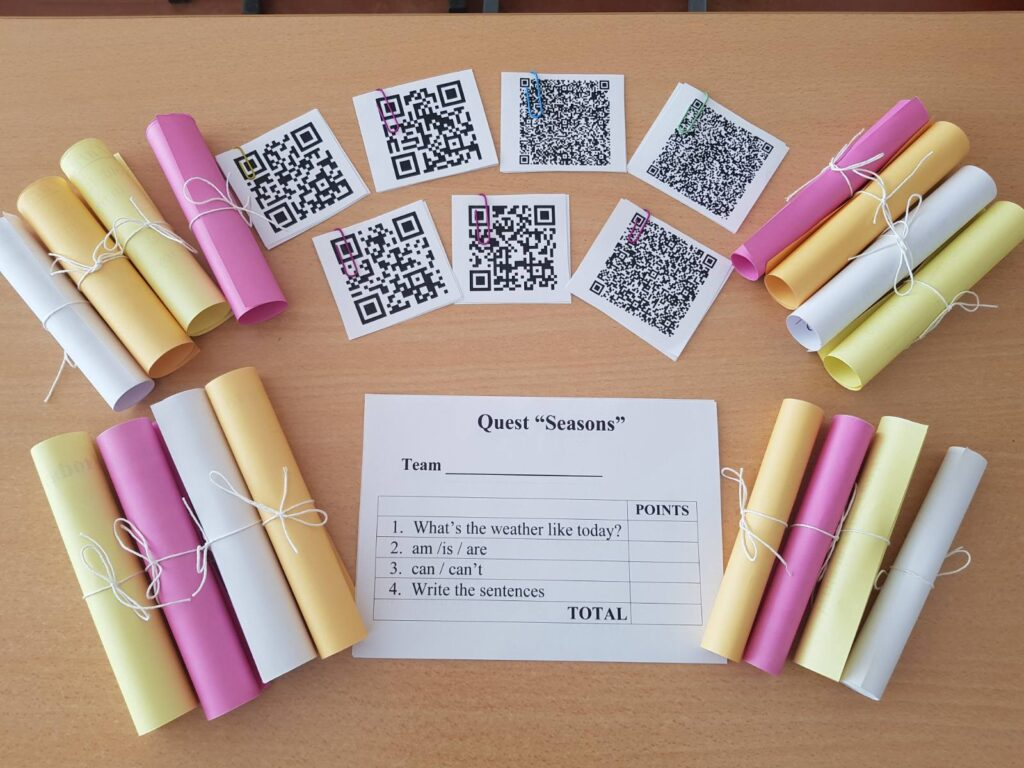 Quest “Seasons”
Team ________________
POINTS
1. What’s the weather like today?
2. am /is / are
3. can / can’t
4. Write the sentences
TOTAL